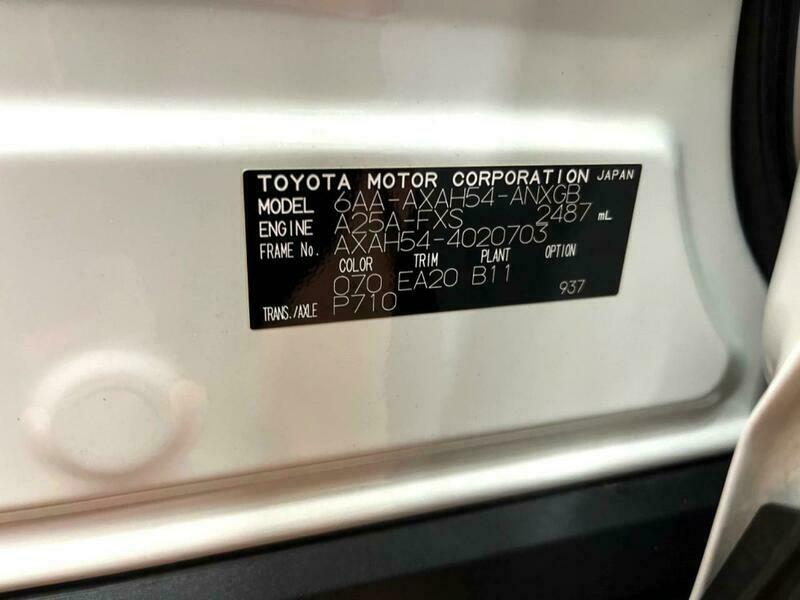 TOYOTA MOTOR CORPORATION JAPAN
MODEL 6AA-AXAH54-ANXGB
ENGINE A25A-FXS 2487 mL
FRAME No. AXAH54-4020703
COLOR TRIM PLANT OPTION
070 EA20 B11
TRANS./AXLE P710 937